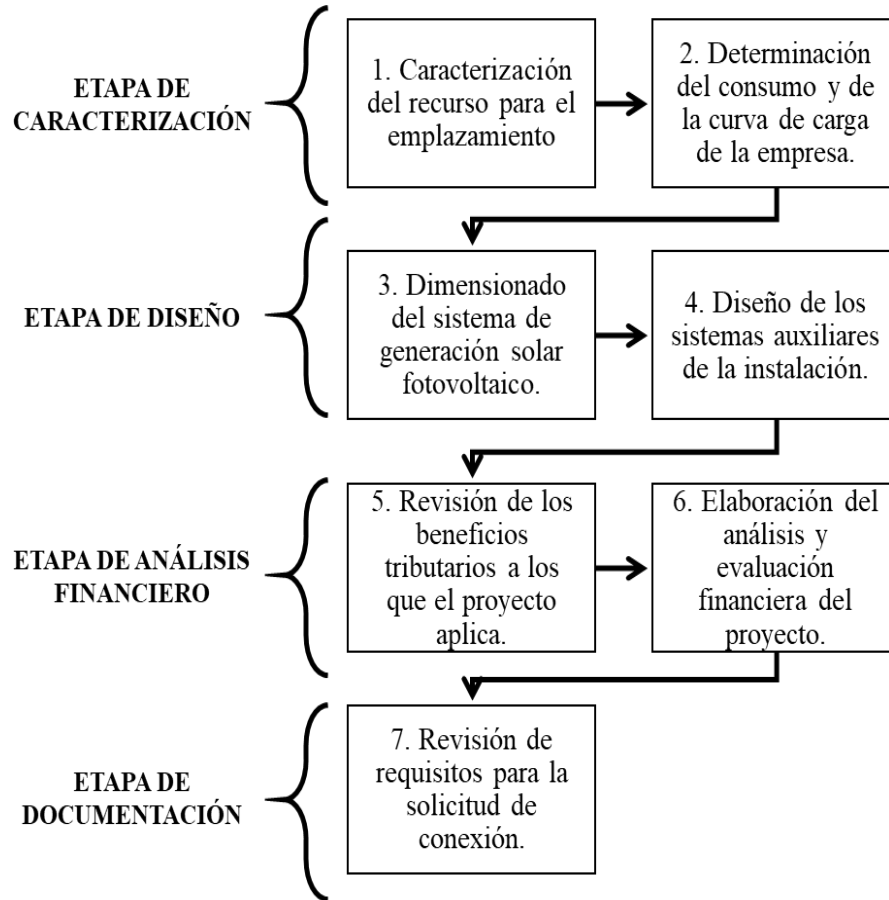 ETAPA DE
CARACTERIZACIÓN
1. Caracterización
del recurso para el
emplazamiento
2. Determinación
del consumo y de
la curva de carga
de la empresa.
ETAPA DE DISEÑO
3. Dimensionado
del sistema de
generación solar
fotovoltaico.
4. Diseño de los
sistemas auxiliares
de la instalación.
ETAPA DE ANÁLISIS
FINANCIERO
5. Revisión de los
beneficios
tributarios a los
que el proyecto
aplica.
6. Elaboración del
análisis y
evaluación
financiera del
proyecto.
ETAPA DE
DOCUMENTACIÓN
7. Revisión de
requisitos para la
solicitud de
conexión.